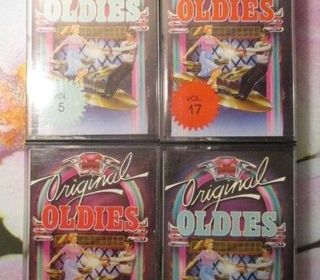 OLDIES
OLDIES
VOL.
5
VOL.
17
Original
OLDIES
Original
OLDIES